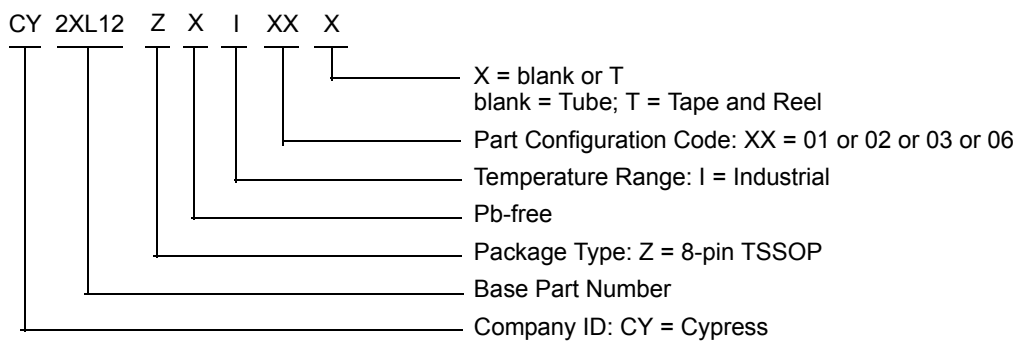 CY 2XL12 Z X I XX X
X = blank or T
blank = Tube; T = Tape and Reel
Part Configuration Code: XX = 01 or 02 or 03 or 06
Temperature Range: I = Industrial
Pb-free
Package Type: Z = 8-pin TSSOP
Base Part Number
Company ID: CY = Cypress